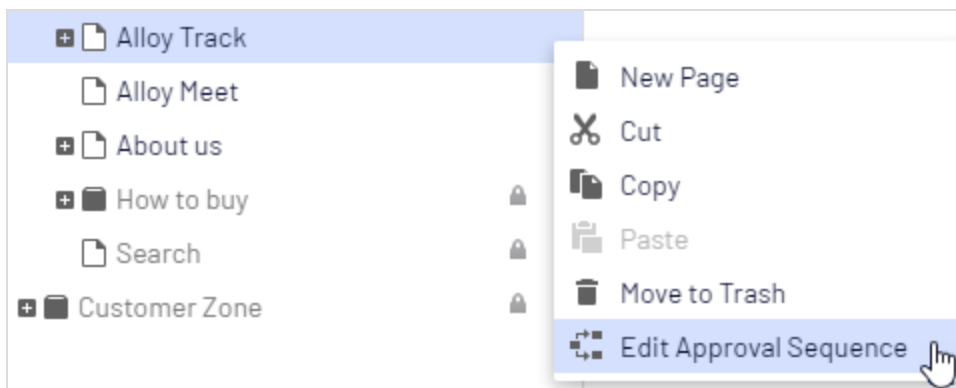 Alloy Track
Alloy Meet
About us
How to buy
Search
Customer Zone
New Page
Cut
Copy
Paste
Move to Trash
Edit Approval Sequence